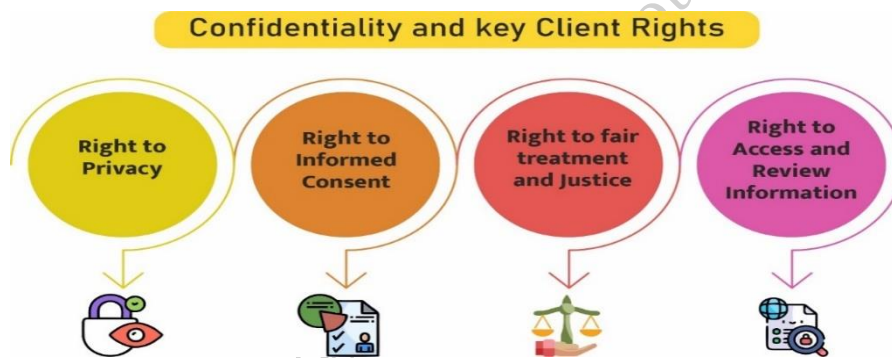 Confidentiality and key Client Rights
Right to
Privacy
Right to
Informed
Consent
Right to fair
treatment
and Justice
Right to
Access and
Review
Information